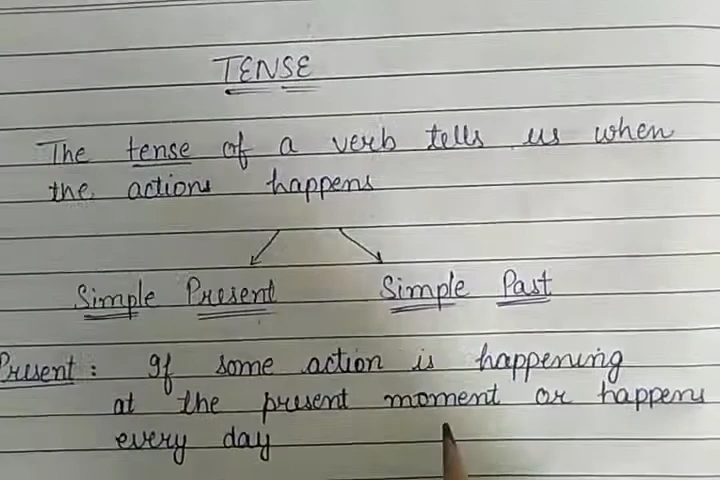 TENSE
The tense of a verb tells us when
the actions happens
Simple Present Simple Past
Present : If some action is happening
at the present moment or happens
every day